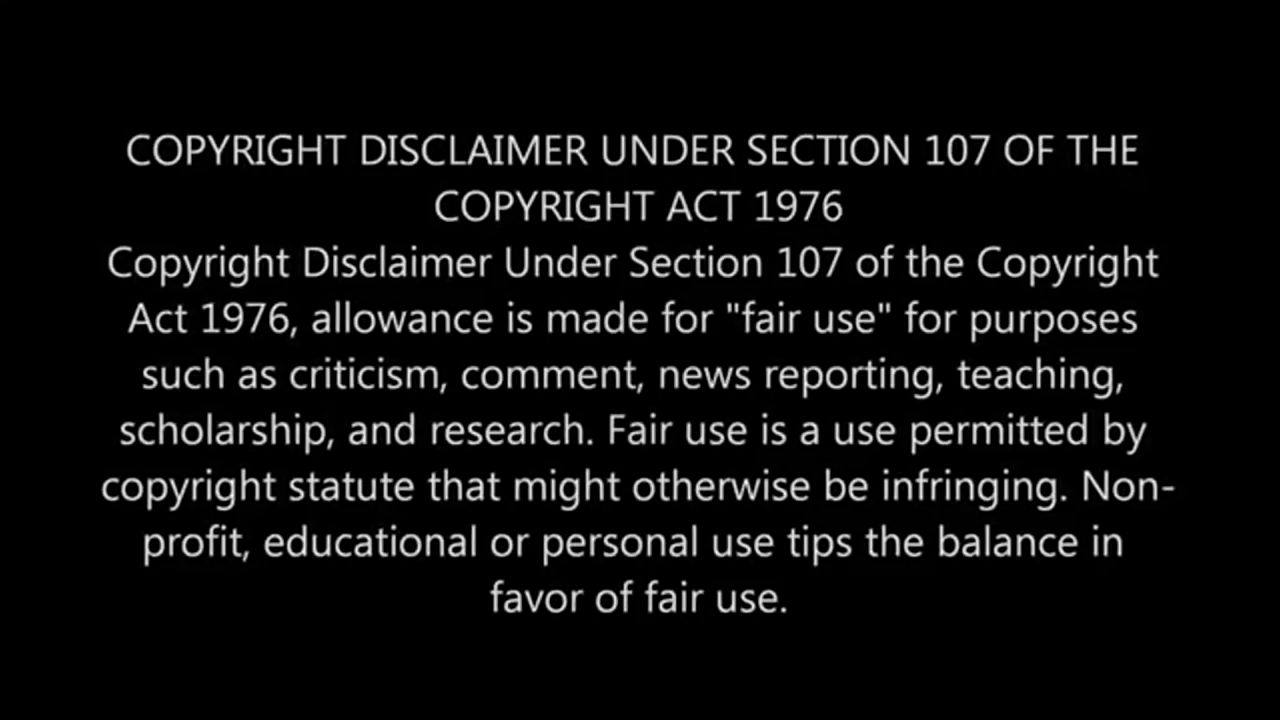 COPYRIGHT DISCLAIMER UNDER SECTION 107 OF THE
COPYRIGHT ACT 1976
Copyright Disclaimer Under Section 107 of the Copyright
Act 1976, allowance is made for "fair use" for purposes
such as criticism, comment, news reporting, teaching,
scholarship, and research. Fair use is a use permitted by
copyright statute that might otherwise be infringing. Non-
profit, educational or personal use tips the balance in
favor of fair use.